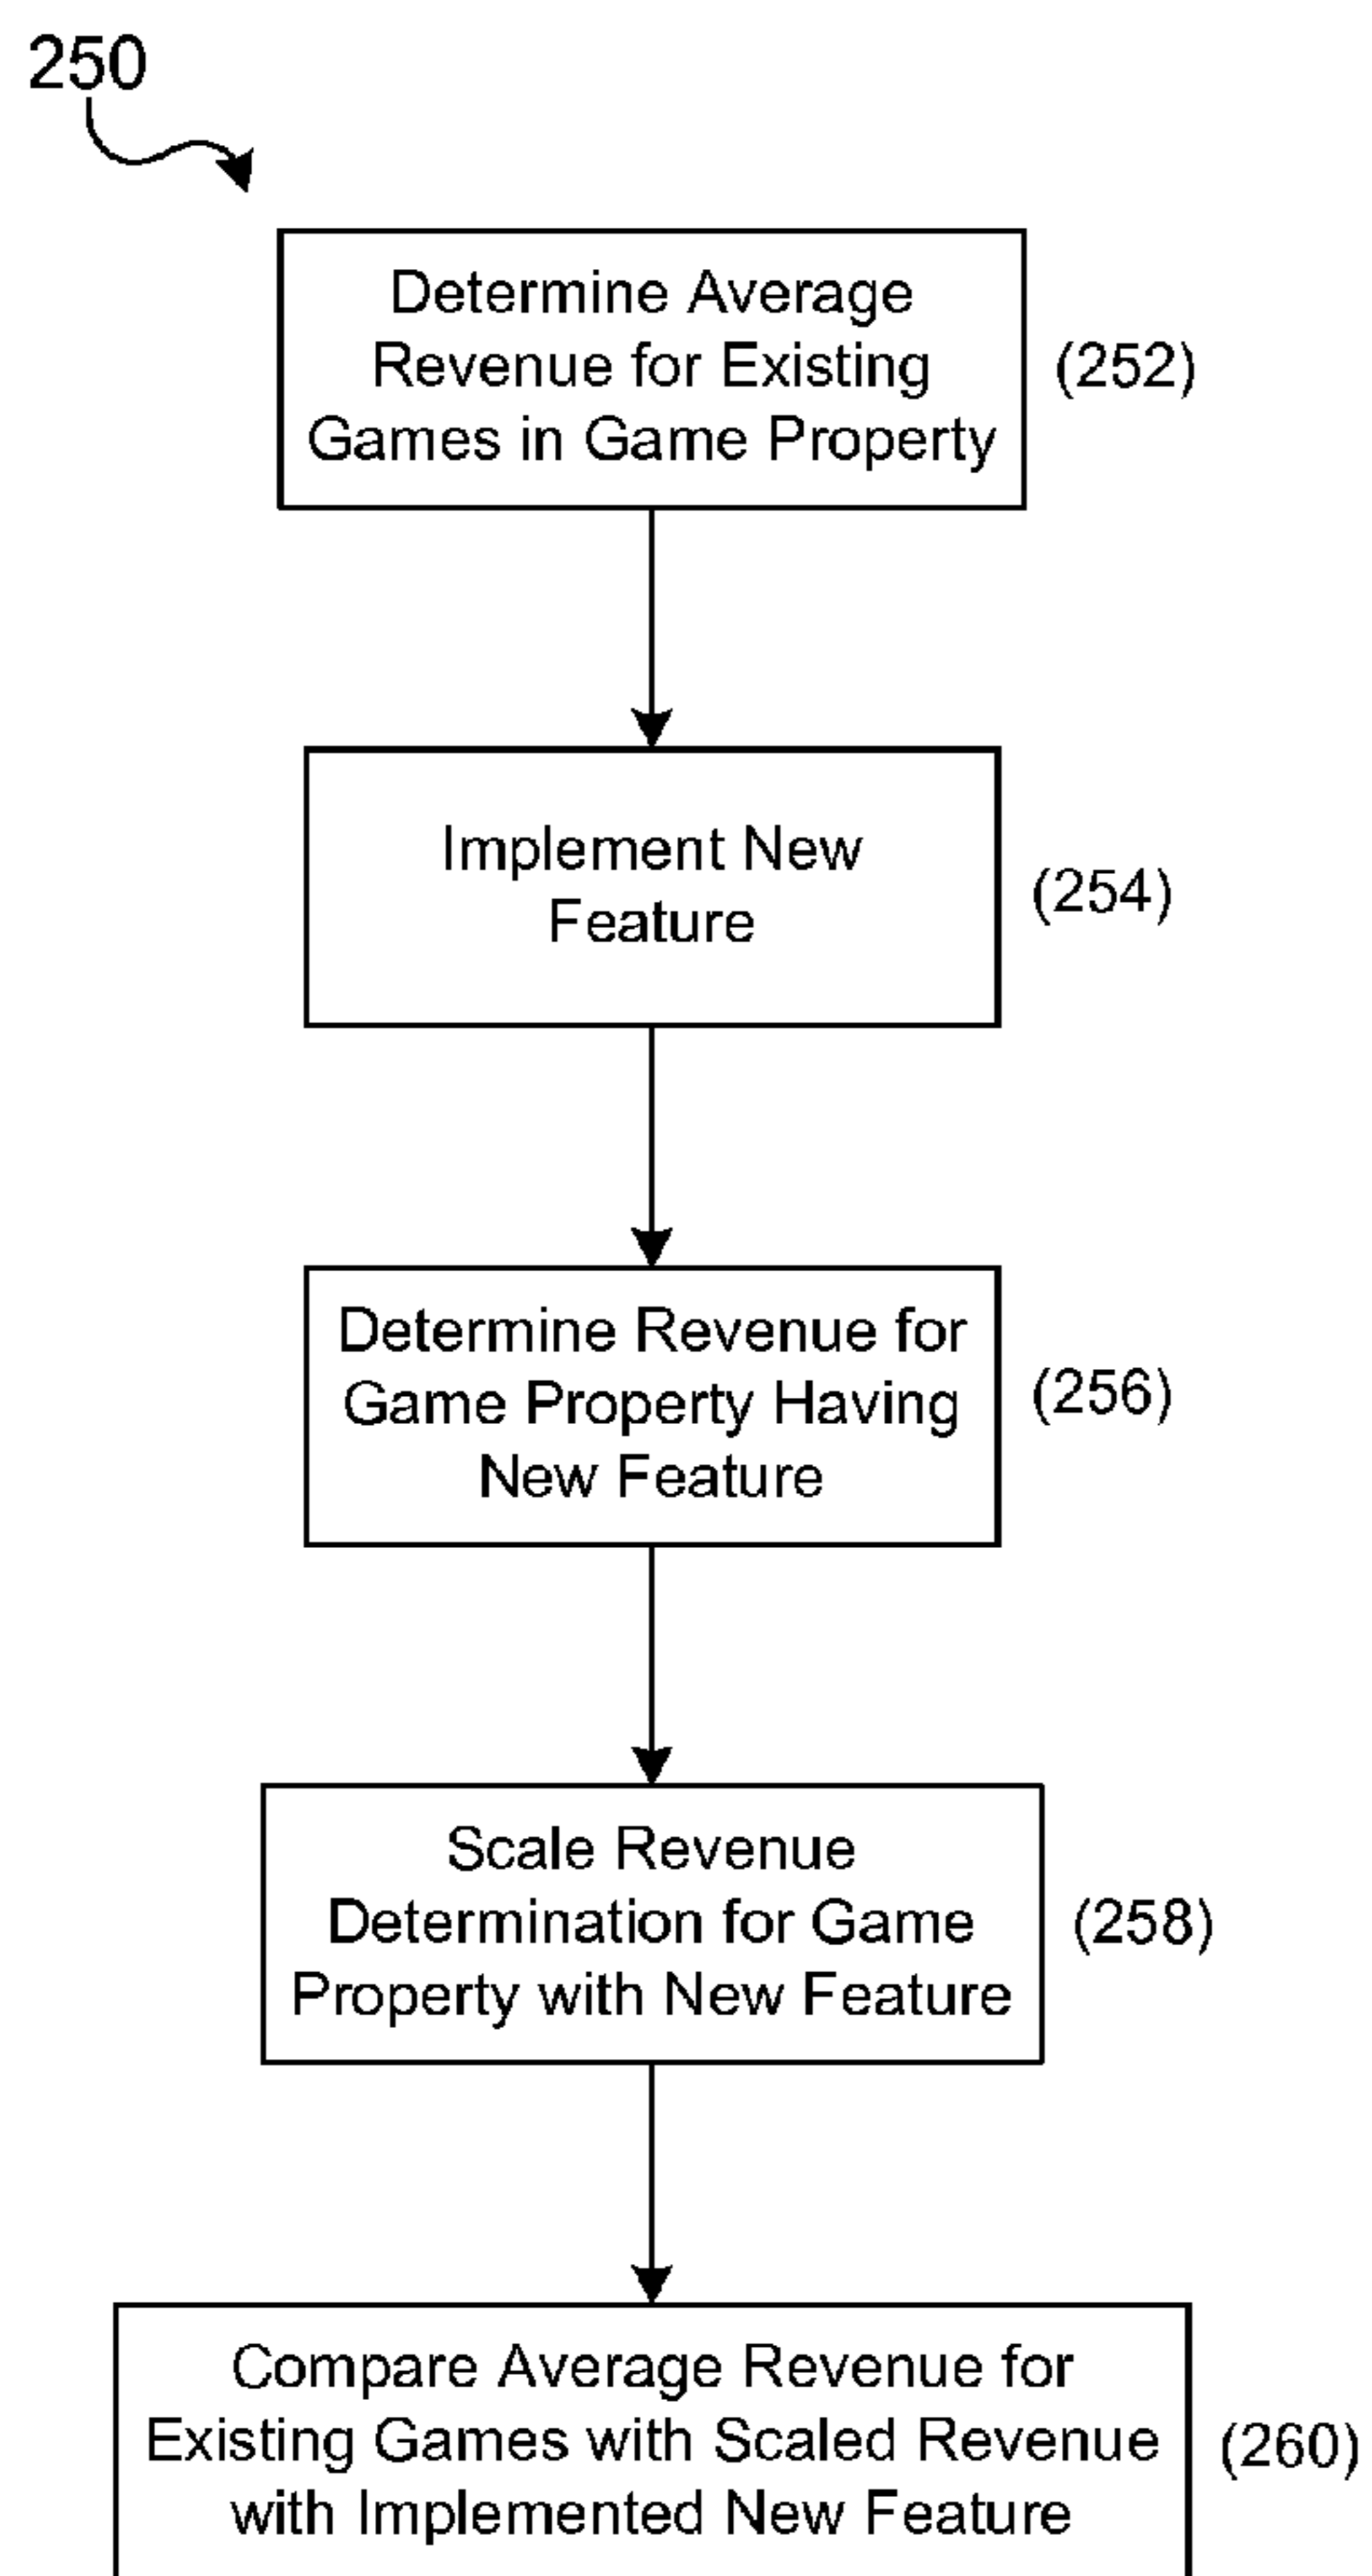 250
Determine Average
Revenue for Existing
Games in Game Property
(252)
Implement New
Feature
(254)
Determine Revenue for
Game Property Having
New Feature
(256)
Scale Revenue
Determination for Game
Property with New Feature
(258)
Compare Average Revenue for
Existing Games with Scaled Revenue
with Implemented New Feature
(260)